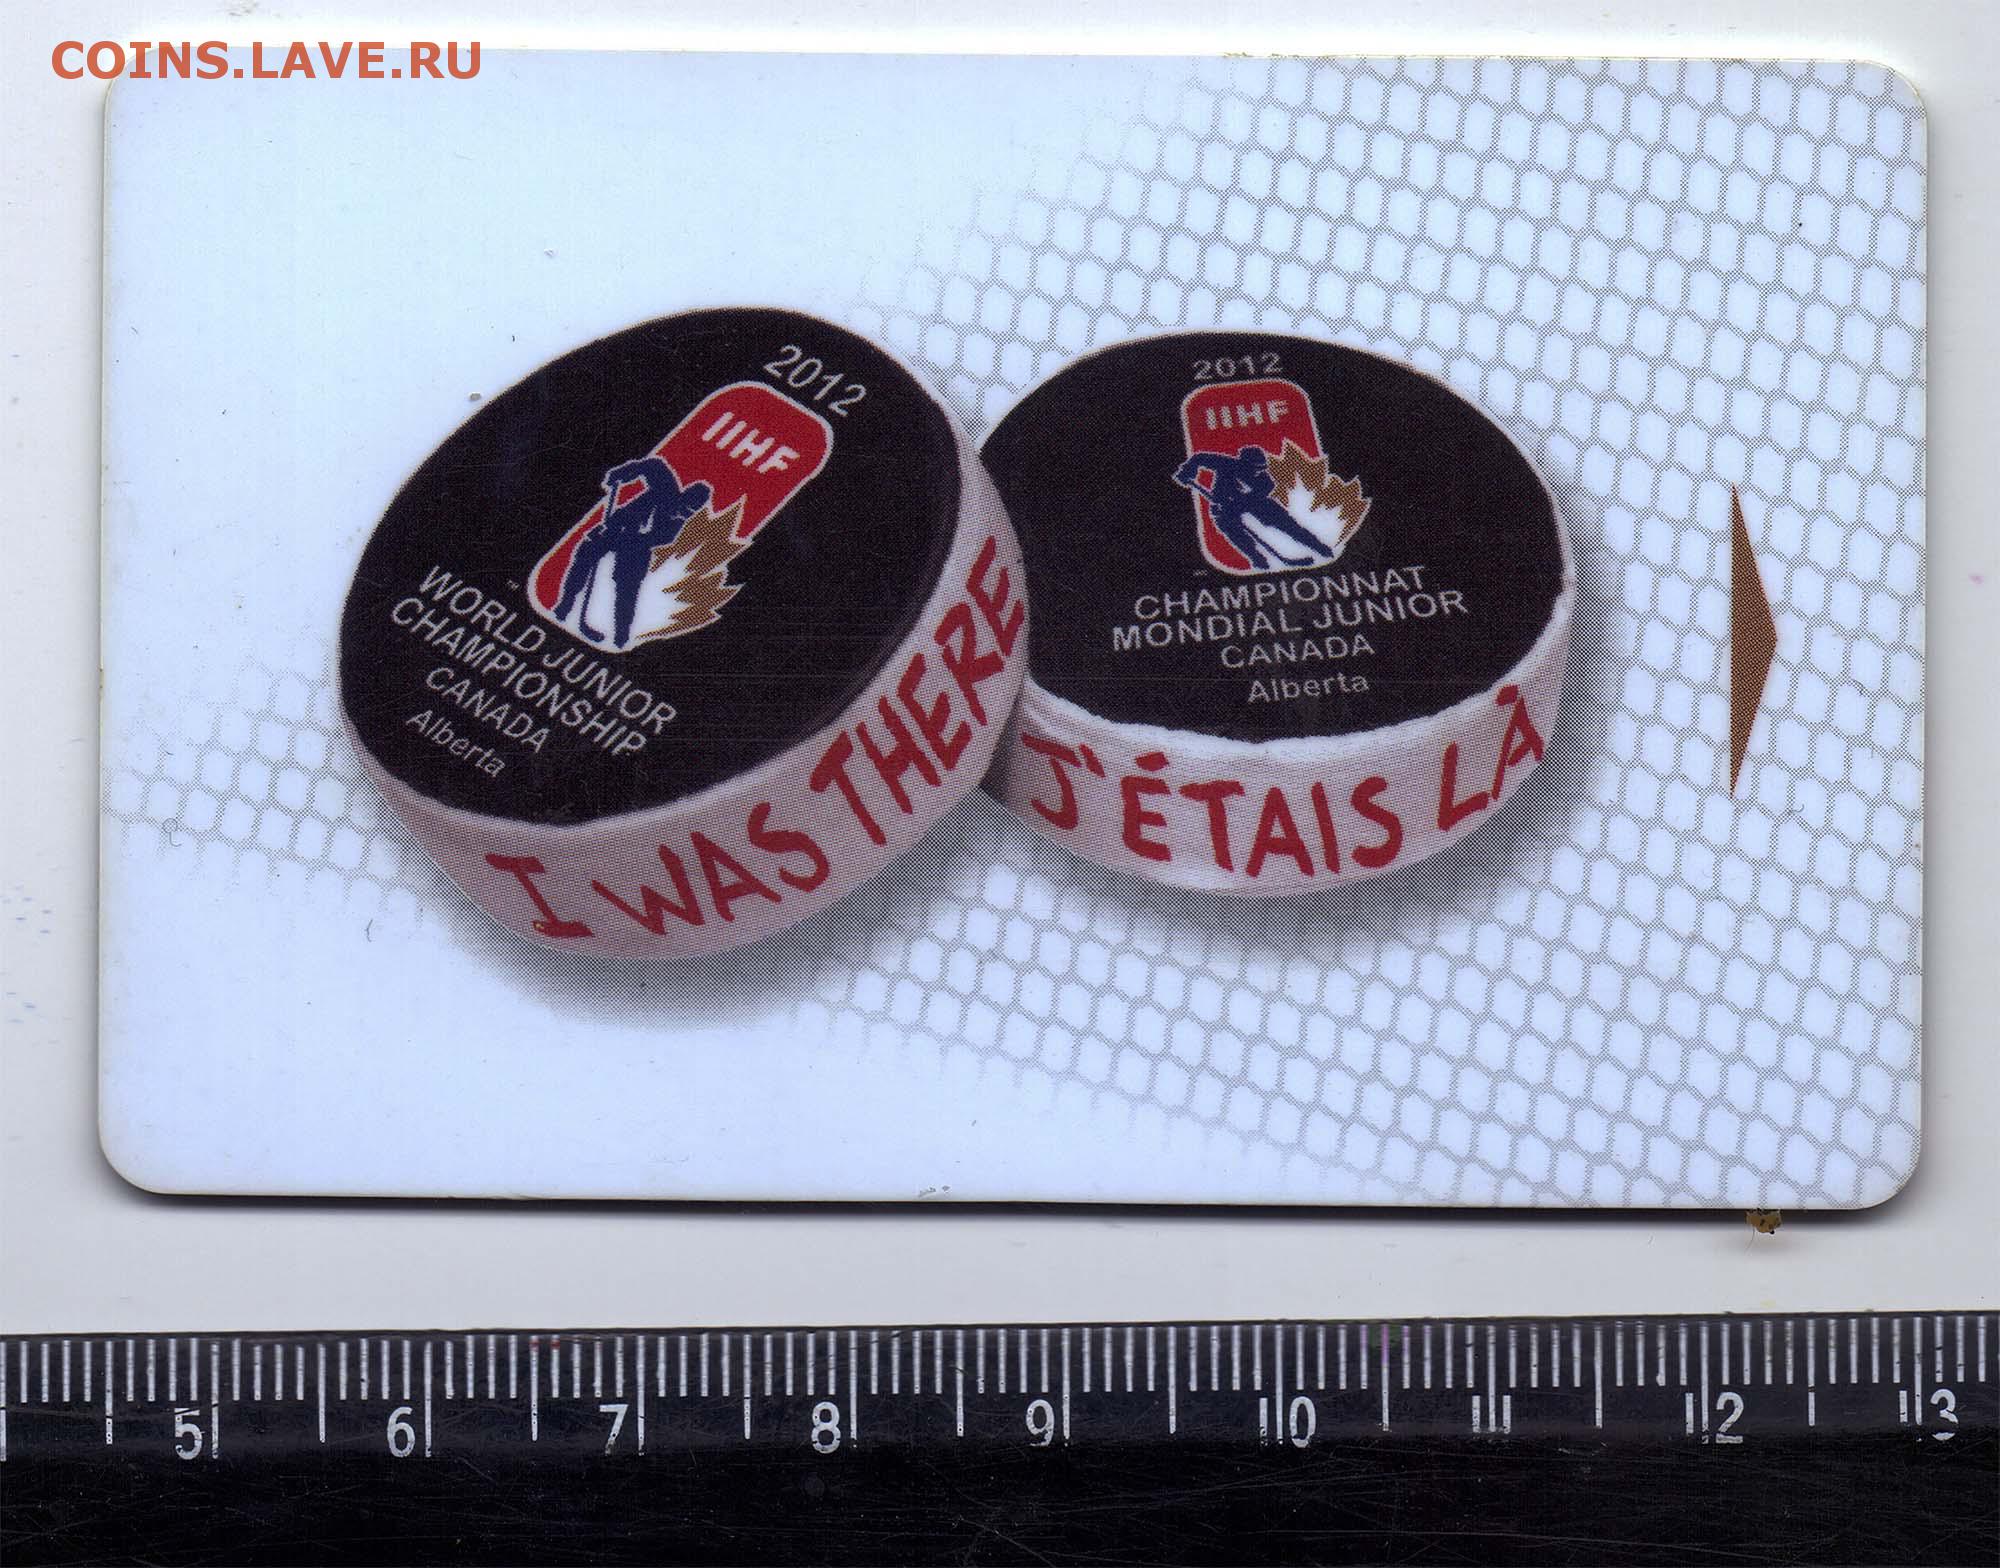 COINS.LAVE.RU
2012
IIHF
WORLD JUNIOR
CHAMPIONSHIP
CANADA
Alberta
I WAS THERE
2012
IIHF
CHAMPIONNAT
MONDIAL JUNIOR
CANADA
Alberta
J'ÉTAIS LÀ
5 6 7 8 9 10 11 12 13